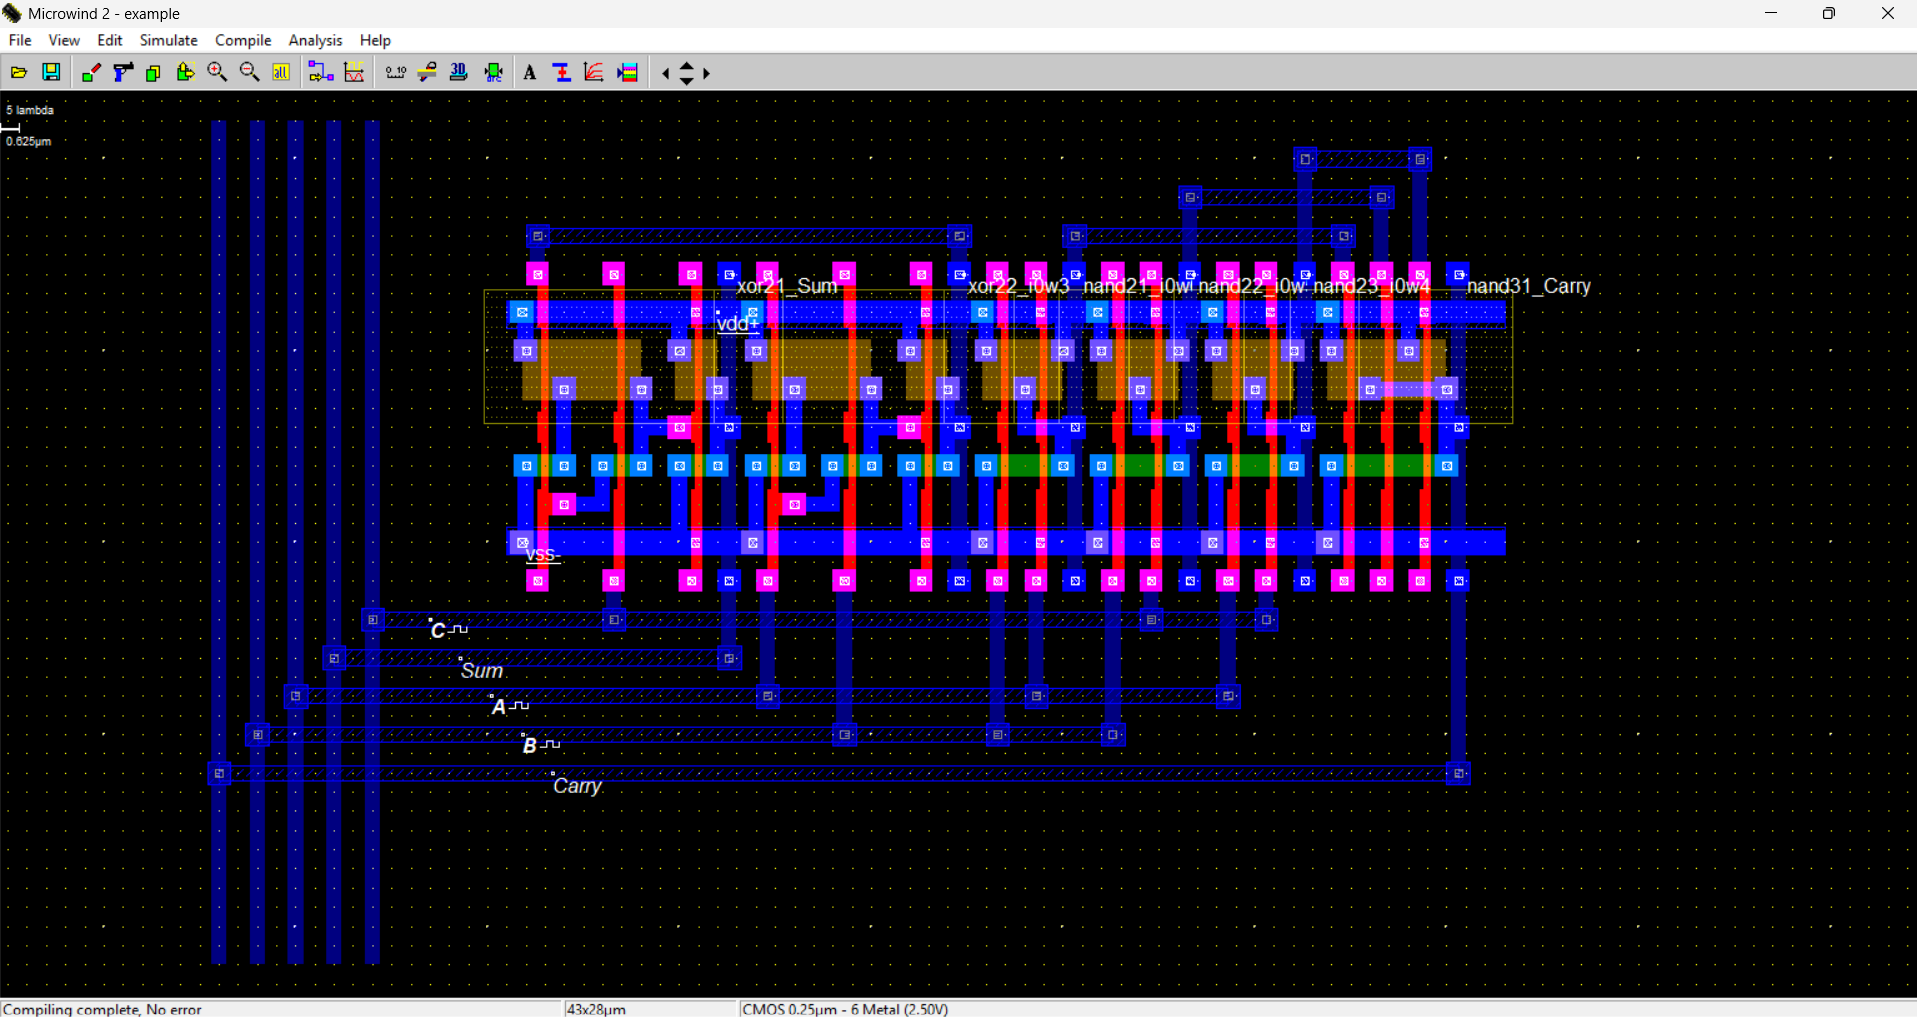 Microwind 2 - example
File View Edit Simulate Compile Analysis Help
5 lambda
0.625µm
xor21_Sum
xor22_i0w3
nand21_i0w
nand22_i0w
nand23_i0w4
nand31_Carry
vdd+
vss-
C
Sum
A
B
Carry
Compiling complete, No error
43x28µm
CMOS 0.25µm - 6 Metal (2.50V)